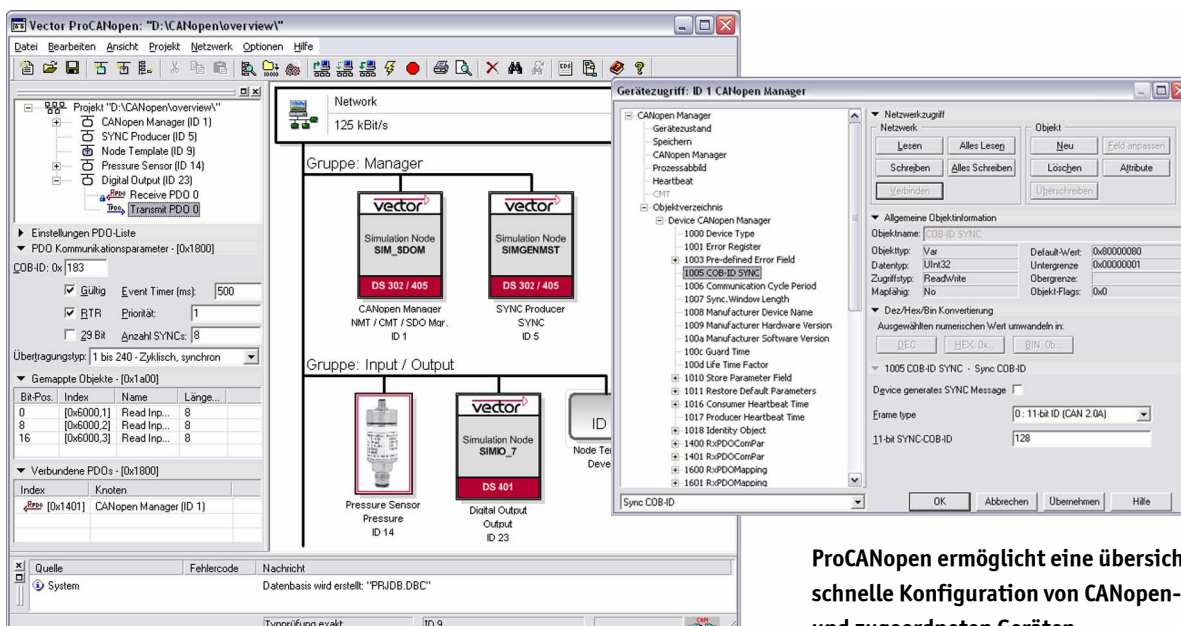 Vector ProCANopen: "D:\CANopen\overview\"
Datei Bearbeiten Ansicht Projekt Netzwerk Optionen Hilfe
Projekt "D:\CANopen\overview\"
CANopen Manager (ID 1)
SYNC Producer (ID 5)
Node Template (ID 9)
Pressure Sensor (ID 14)
Digital Output (ID 23)
Receive PDO 0
Transmit PDO 0
Einstellungen PDO-Liste
PDO Kommunikationsparameter - [0x1800]
COB-ID: 0x 183
Gültig Event Timer (ms): 500
RTR Priorität: 1
29 Bit Anzahl SYNCs: 8
Übertragungstyp: 1 bis 240 - Zyklisch, synchron
Gemappte Objekte - [0x1a00]
Bit-Pos. Index Name Länge...
0 [0x6000,1] Read Inp... 8
8 [0x6000,2] Read Inp... 8
16 [0x6000,3] Read Inp... 8
Verbundene PDOs - [0x1800]
Index Knoten
[0x1401] CANopen Manager (ID 1)
Network
125 kBit/s
Gruppe: Manager
vector
Simulation Node
SIM_SDOM
DS 302 / 405
CANopen Manager
NMT / CMT / SDO Mgr.
ID 1
vector
Simulation Node
SIMGENMST
DS 302 / 405
SYNC Producer
SYNC
ID 5
Gruppe: Input / Output
Pressure Sensor
Pressure
ID 14
vector
Simulation Node
SIMIO_7
DS 401
Digital Output
Output
ID 23
ID
Node Te
Deve
Quelle Fehlercode Nachricht
System Datenbasis wird erstellt: "PRJDB.DBC"
Typprüfung exakt ID 9
Gerätezugriff: ID 1 CANopen Manager
CANopen Manager
Gerätezustand
Speichern
CANopen Manager
Prozessabbild
Heartbeat
CMT
Objektverzeichnis
Device CANopen Manager
1000 Device Type
1001 Error Register
1003 Pre-defined Error Field
1005 COB-ID SYNC
1006 Communication Cycle Period
1007 Sync.Window Length
1008 Manufacturer Device Name
1009 Manufacturer Hardware Version
100a Manufacturer Software Version
100c Guard Time
100d Life Time Factor
1010 Store Parameter Field
1011 Restore Default Parameters
1016 Consumer Heartbeat Time
1017 Producer Heartbeat Time
1018 Identity Object
1400 RxPDOComPar
1401 RxPDOComPar
1600 RxPDOMapping
1601 RxPDOMapping
Sync COB-ID
Netzwerkzugriff
Netzwerk
Lesen Alles Lesen
Schreiben Alles Schreiben
Verbinden
Objekt
Neu Feld anpassen
Löschen Attribute
Überschreiben
Allgemeine Objektinformation
Objektname: COB-ID SYNC
Objekttyp: Var Default-Wert: 0x80000080
Datentyp: UInt32 Untergrenze 0x00000001
Zugriffstyp: ReadWrite Obergrenze:
Mapfähig: No Objekt-Flags: 0x0
Dez/Hex/Bin Konvertierung
Ausgewählten numerischen Wert umwandeln in:
DEC HEX, 0x... BIN, 0b...
1005 COB-ID SYNC - Sync COB-ID
Device generates SYNC Message
Frame type 0 : 11-bit ID (CAN 2.0A)
11-bit SYNC-COB-ID 128
OK Abbrechen Übernehmen Hilfe
ProCANopen ermöglicht eine übersich
schnelle Konfiguration von CANopen-
und zugeordneten Geräten